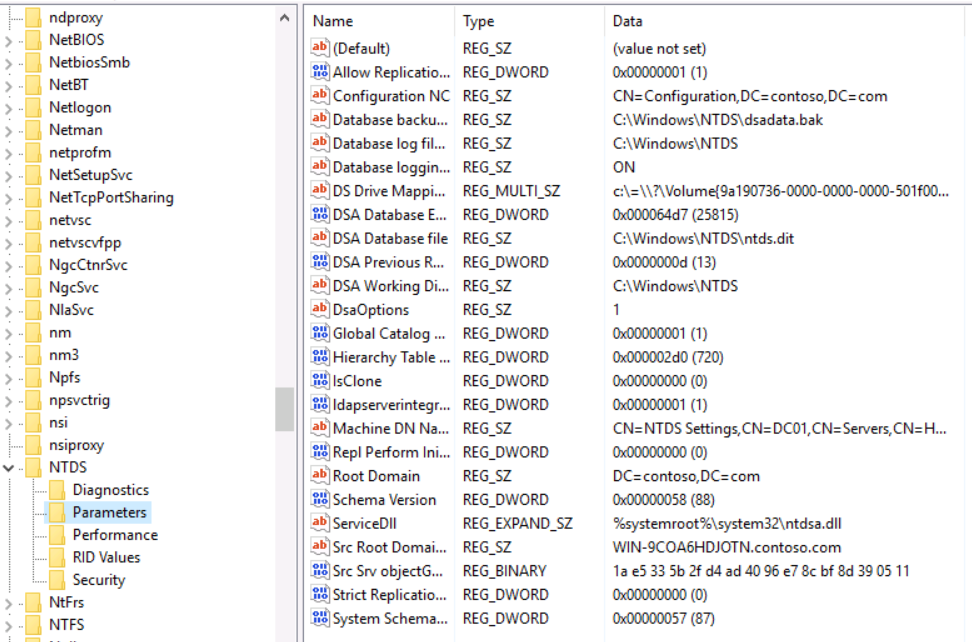 ndproxy
NetBIOS
NetbiosSmb
NetBT
Netlogon
Netman
netprofm
NetSetupSvc
NetTcpPortSharing
netvsc
netvscvfpp
NgcCtnrSvc
NgcSvc
NlaSvc
nm
nm3
Npfs
npsvctrig
nsi
nsiproxy
NTDS
Diagnostics
Parameters
Performance
RID Values
Security
NtFrs
NTFS
Name Type Data
(Default) REG_SZ (value not set)
Allow Replicatio... REG_DWORD 0x00000001 (1)
Configuration NC REG_SZ CN=Configuration,DC=contoso,DC=com
Database backu... REG_SZ C:\Windows\NTDS\dsadata.bak
Database log fil... REG_SZ C:\Windows\NTDS
Database loggin... REG_SZ ON
DS Drive Mappi... REG_MULTI_SZ c:\=\\?\Volume{9a190736-0000-0000-0000-501f00...
DSA Database E... REG_DWORD 0x000064d7 (25815)
DSA Database file REG_SZ C:\Windows\NTDS\ntds.dit
DSA Previous R... REG_DWORD 0x0000000d (13)
DSA Working Di... REG_SZ C:\Windows\NTDS
DsaOptions REG_SZ 1
Global Catalog ... REG_DWORD 0x00000001 (1)
Hierarchy Table ... REG_DWORD 0x000002d0 (720)
IsClone REG_DWORD 0x00000000 (0)
ldapserverintegr... REG_DWORD 0x00000001 (1)
Machine DN Na... REG_SZ CN=NTDS Settings,CN=DC01,CN=Servers,CN=H...
Repl Perform Ini... REG_DWORD 0x00000000 (0)
Root Domain REG_SZ DC=contoso,DC=com
Schema Version REG_DWORD 0x00000058 (88)
ServiceDll REG_EXPAND_SZ %systemroot%\system32\ntdsa.dll
Src Root Domai... REG_SZ WIN-9COA6HDJOTN.contoso.com
Src Srv objectG... REG_BINARY 1a e5 33 5b 2f d4 ad 40 96 e7 8c bf 8d 39 05 11
Strict Replicatio... REG_DWORD 0x00000000 (0)
System Schema... REG_DWORD 0x00000057 (87)